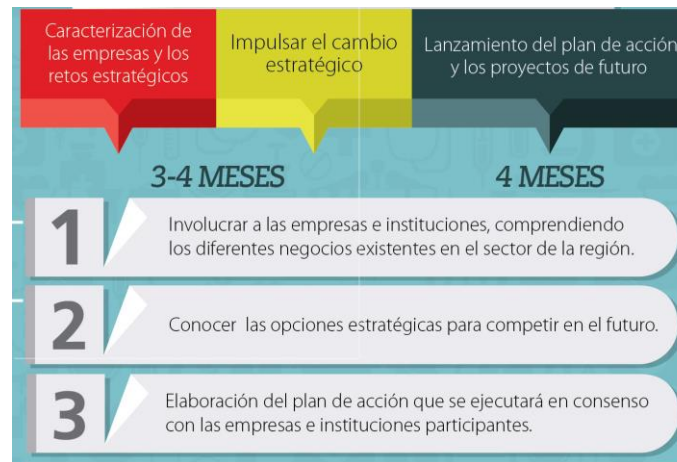 Caracterización de
las empresas y los
retos estratégicos
Impulsar el cambio
estratégico
Lanzamiento del plan de acción
y los proyectos de futuro
3-4 MESES
4 MESES
1
Involucrar a las empresas e instituciones, comprendiendo
los diferentes negocios existentes en el sector de la región.
2
Conocer las opciones estratégicas para competir en el futuro.
3
Elaboración del plan de acción que se ejecutará en consenso
con las empresas e instituciones participantes.